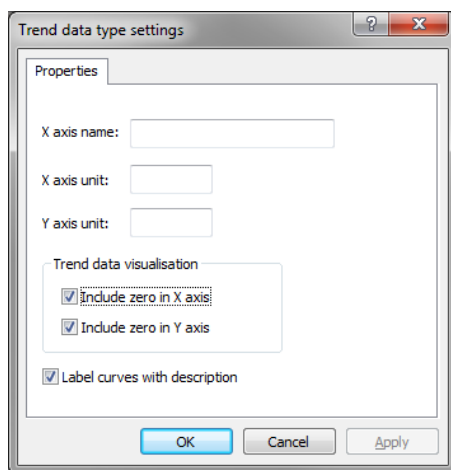 Trend data type settings
Properties
X axis name:
X axis unit:
Y axis unit:
Trend data visualisation
Include zero in X axis
Include zero in Y axis
Label curves with description
OK Cancel Apply